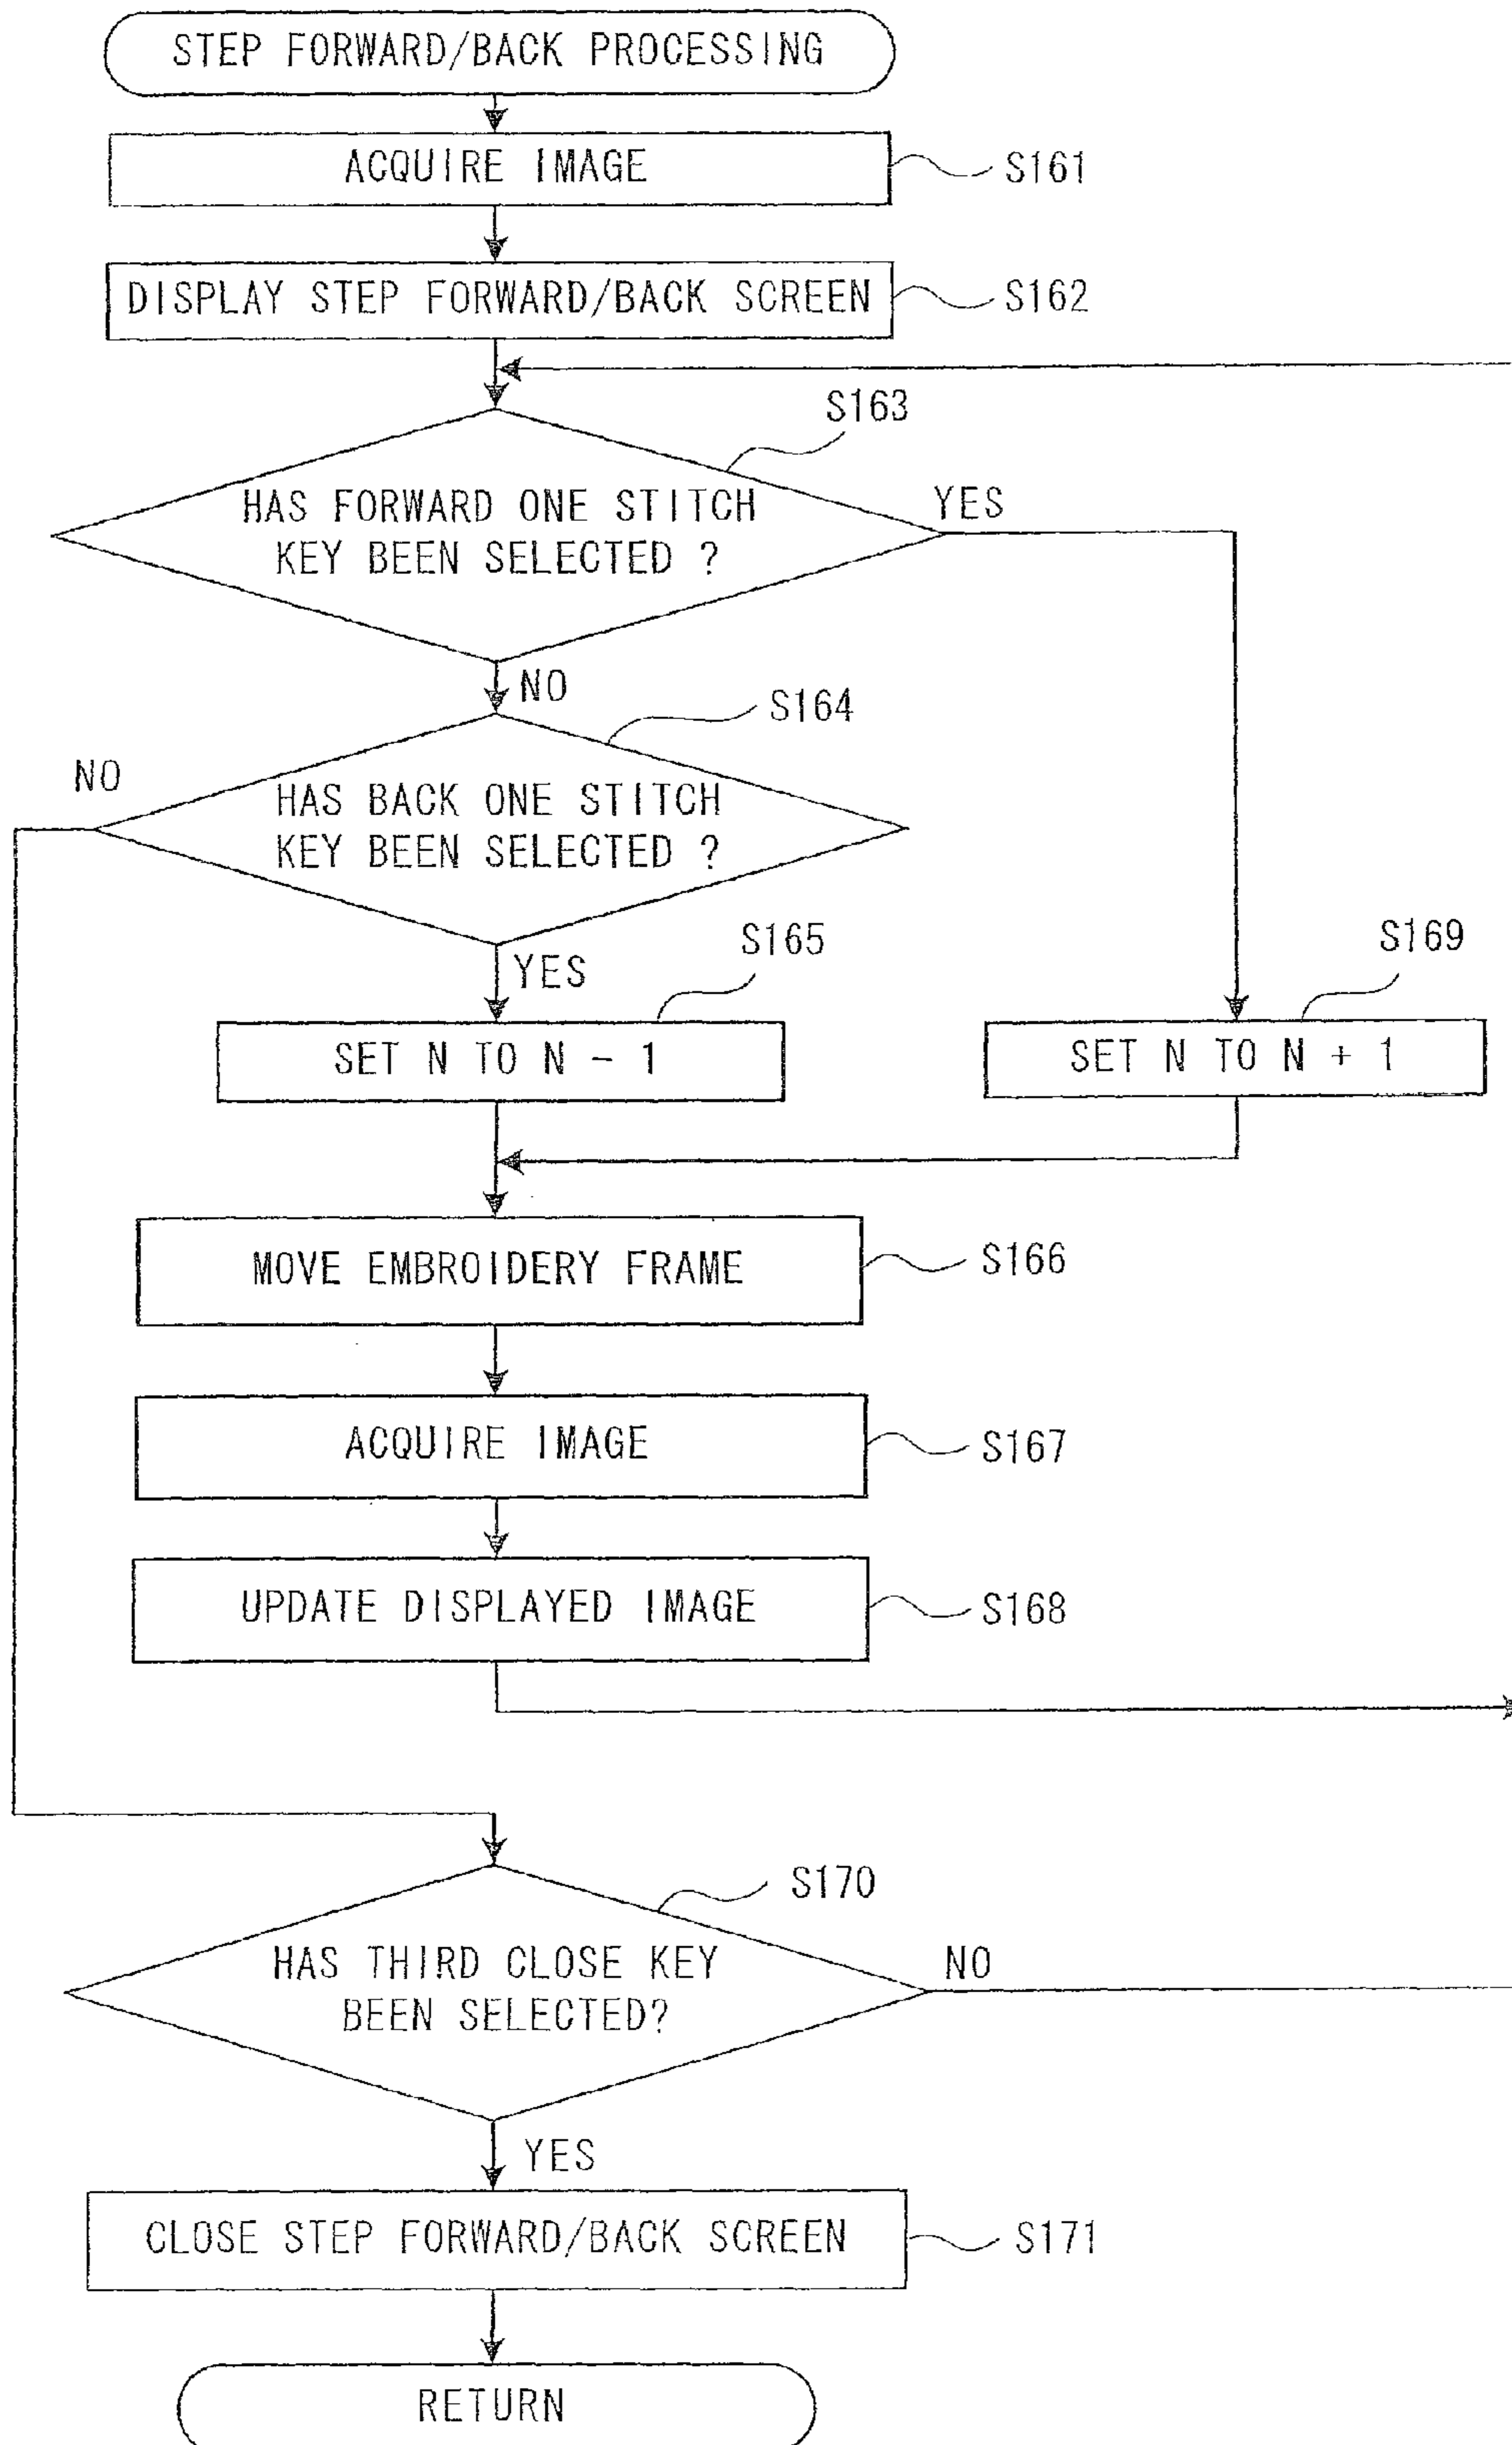 STEP FORWARD/BACK PROCESSING
ACQUIRE IMAGE
S161
DISPLAY STEP FORWARD/BACK SCREEN
S162
S163
HAS FORWARD ONE STITCH
KEY BEEN SELECTED ?
YES
NO
S164
NO
HAS BACK ONE STITCH
KEY BEEN SELECTED ?
YES
S165
SET N TO N - 1
S169
SET N TO N + 1
MOVE EMBROIDERY FRAME
S166
ACQUIRE IMAGE
S167
UPDATE DISPLAYED IMAGE
S168
S170
HAS THIRD CLOSE KEY
BEEN SELECTED?
NO
YES
CLOSE STEP FORWARD/BACK SCREEN
S171
RETURN